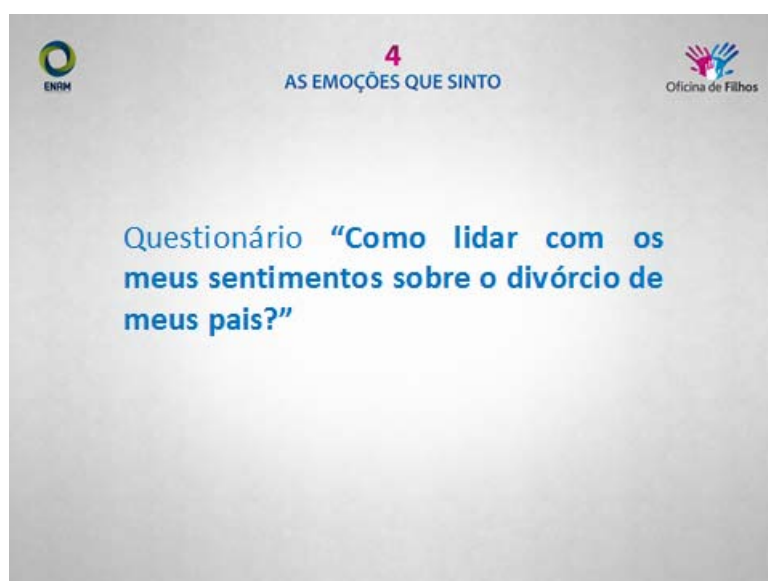 ENAM
4
AS EMOÇÕES QUE SINTO
Oficina de Filhos
Questionário “Como lidar com os
meus sentimentos sobre o divórcio de
meus pais?”